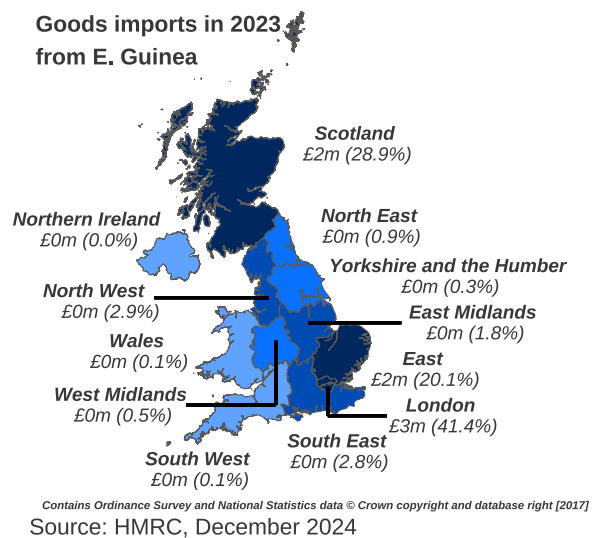 Goods imports in 2023
from E. Guinea
Scotland
£2m (28.9%)
Northern Ireland
£0m (0.0%)
North East
£0m (0.9%)
Yorkshire and the Humber
£0m (0.3%)
North West
£0m (2.9%)
East Midlands
£0m (1.8%)
Wales
£0m (0.1%)
East
£2m (20.1%)
West Midlands
£0m (0.5%)
London
£3m (41.4%)
South East
£0m (2.8%)
South West
£0m (0.1%)
Contains Ordinance Survey and National Statistics data © Crown copyright and database right [2017]
Source: HMRC, December 2024